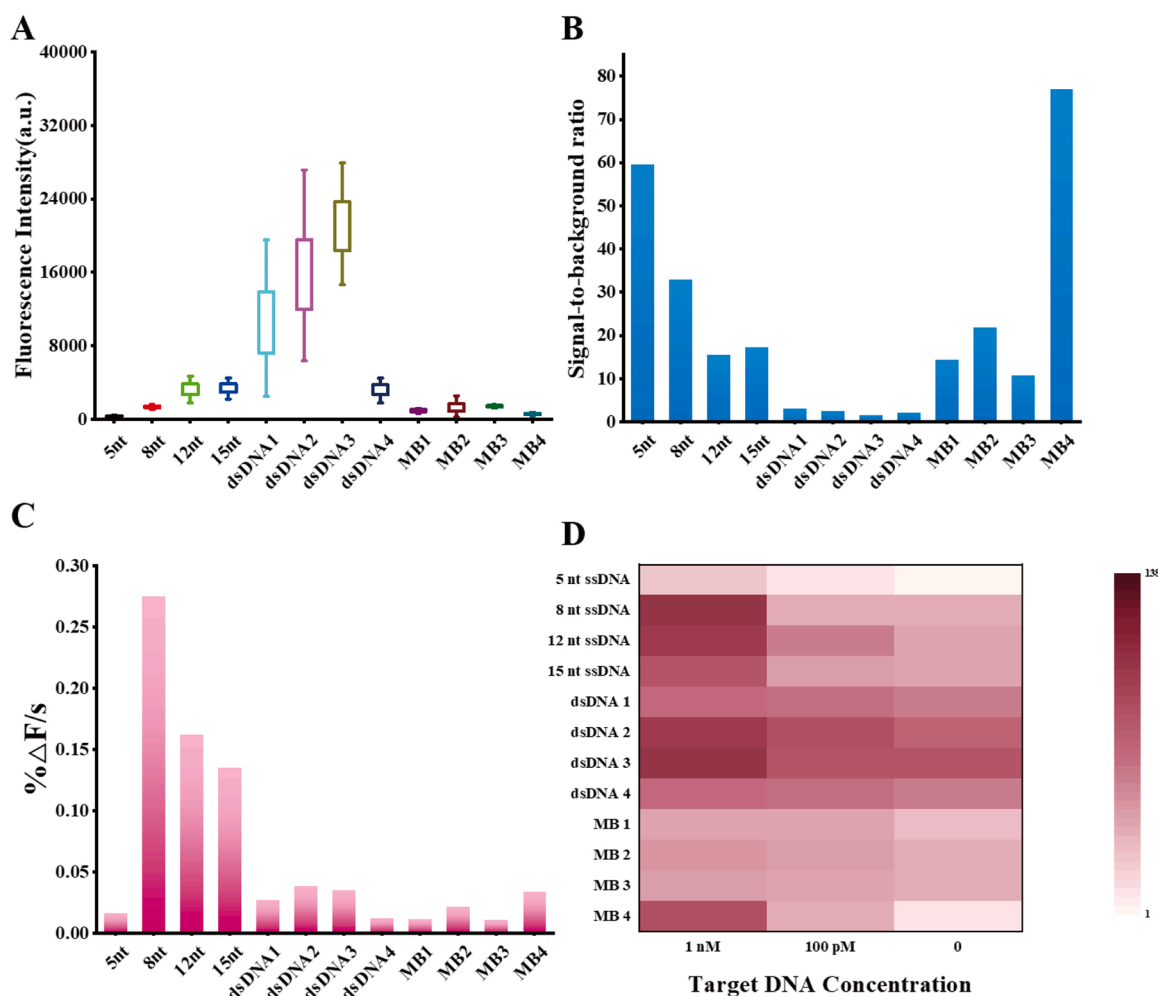 A
40000
32000
24000
16000
8000
0
Fluorescence Intensity(a.u.)
5nt
8nt
12nt
15nt
dsDNA1
dsDNA2
dsDNA3
dsDNA4
MB1
MB2
MB3
MB4
B
80
70
60
50
40
30
20
10
0
Signal-to-background ratio
5nt
8nt
12nt
15nt
dsDNA1
dsDNA2
dsDNA3
dsDNA4
MB1
MB2
MB3
MB4
C
0.30
0.25
0.20
0.15
0.10
0.05
0.00
%△F/s
5nt
8nt
12nt
15nt
dsDNA1
dsDNA2
dsDNA3
dsDNA4
MB1
MB2
MB3
MB4
D
5 nt ssDNA
8 nt ssDNA
12 nt ssDNA
15 nt ssDNA
dsDNA 1
dsDNA 2
dsDNA 3
dsDNA 4
MB 1
MB 2
MB 3
MB 4
1 nM
100 pM
0
Target DNA Concentration
138
1